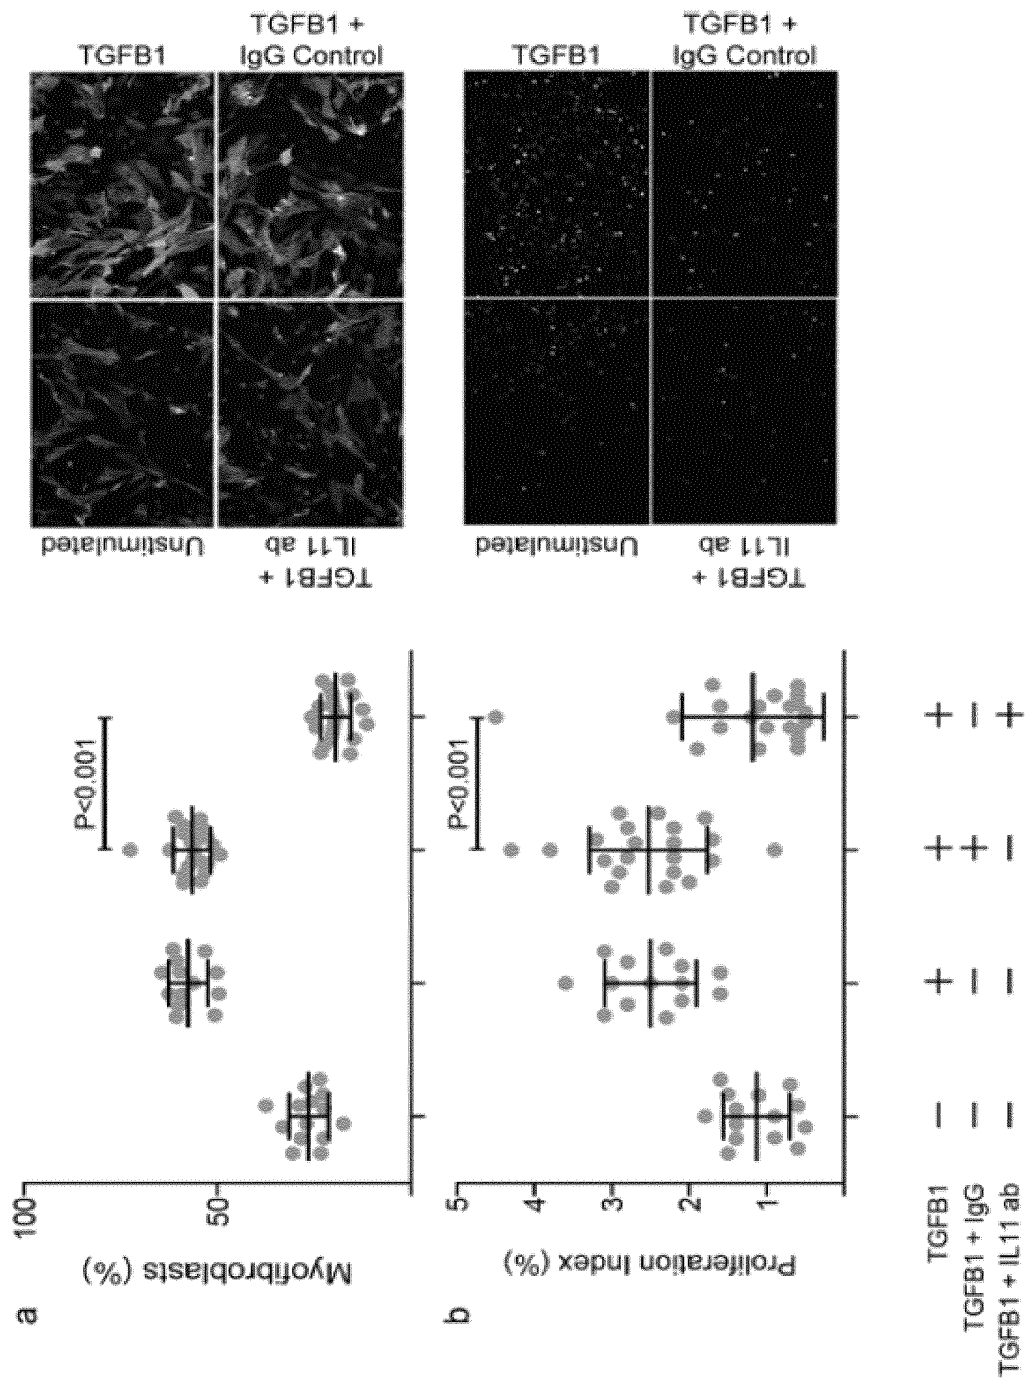 a
Myofibroblasts (%)
100
50
P<0.001
Unstimulated
TGFB1
TGFB1 +
IL11 ab
TGFB1 +
IgG Control
b
Proliferation Index (%)
5
4
3
2
1
P<0.001
Unstimulated
TGFB1
TGFB1 +
IL11 ab
TGFB1 +
IgG Control
TGFB1 − + + +
TGFB1 + IgG − − + −
TGFB1 + IL11 ab − − − +